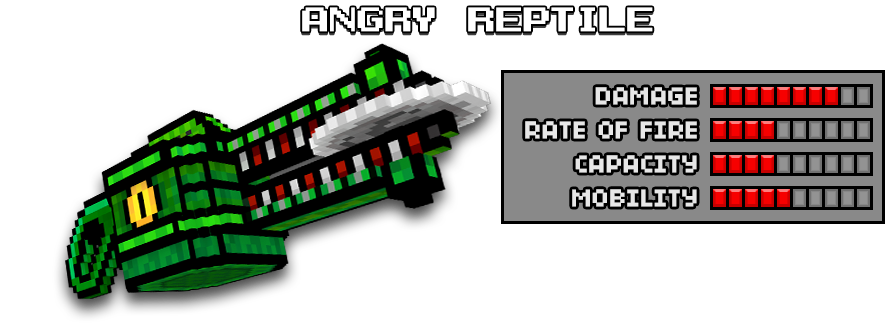 ANGRY REPTILE
DAMAGE
RATE OF FIRE
CAPACITY
MOBILITY